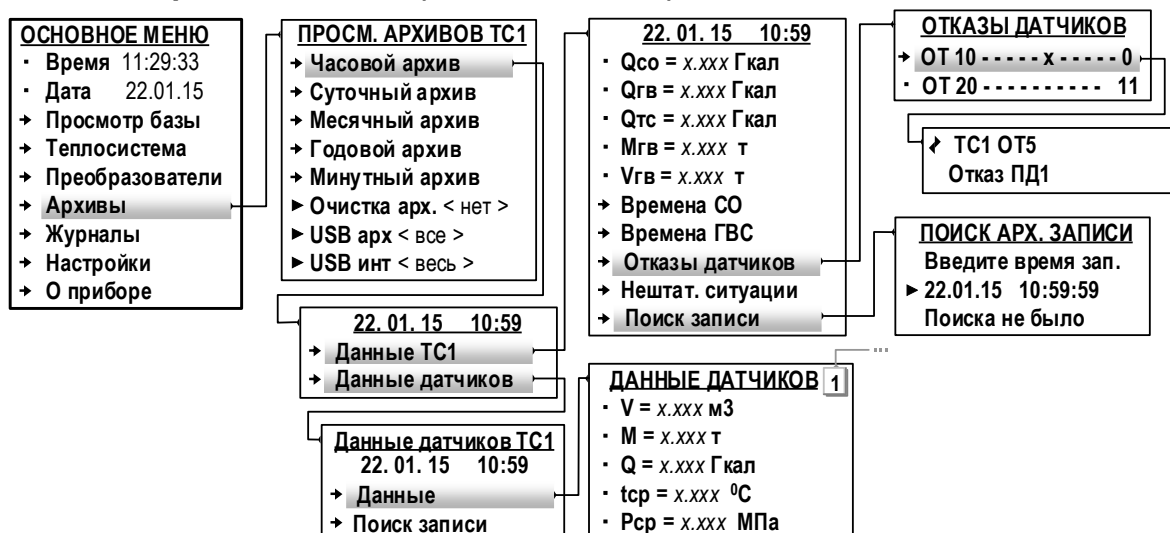 ОСНОВНОЕ МЕНЮ
· Время 11:29:33
· Дата 22.01.15
➔ Просмотр базы
➔ Теплосистема
➔ Преобразователи
➔ Архивы
➔ Журналы
➔ Настройки
➔ О приборе
ПРОСМ. АРХИВОВ ТС1
➔ Часовой архив
➔ Суточный архив
➔ Месячный архив
➔ Годовой архив
➔ Минутный архив
► Очистка арх. < нет >
► USB арх < все >
► USB инт < весь >
22. 01. 15 10:59
➔ Данные ТС1
➔ Данные датчиков
Данные датчиков ТС1
22. 01. 15 10:59
➔ Данные
➔ Поиск записи
22. 01. 15 10:59
· Qсо = x.xxx Гкал
· Qгв = x.xxx Гкал
· Qтс = x.xxx Гкал
· Mгв = x.xxx т
· Vгв = x.xxx т
➔ Времена СО
➔ Времена ГВС
➔ Отказы датчиков
➔ Нештат. ситуации
➔ Поиск записи
ДАННЫЕ ДАТЧИКОВ 1
· V = x.xxx м3
· M = x.xxx т
· Q = x.xxx Гкал
· tср = x.xxx ⁰С
· Pср = x.xxx МПа
ОТКАЗЫ ДАТЧИКОВ
➔ ОТ 10 - - - - - x - - - - - 0
· ОТ 20 - - - - - - - - - - 11
ТС1 ОТ5
Отказ ПД1
ПОИСК АРХ. ЗАПИСИ
Введите время зап.
► 22.01.15 10:59:59
Поиска не было